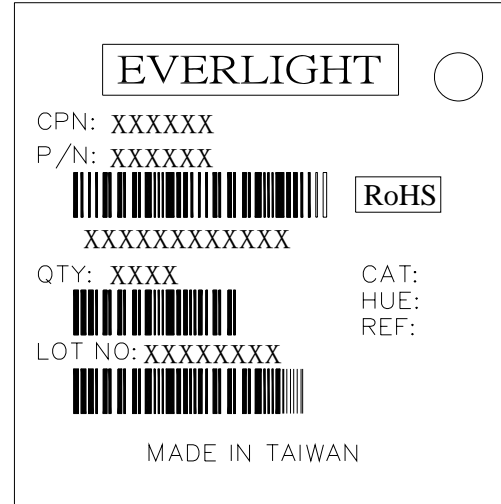 EVERLIGHT
CPN: XXXXXX
P/N: XXXXXX
RoHS
XXXXXXXXXXXX
QTY: XXXX
CAT:
HUE:
REF:
LOT NO: XXXXXXXX
MADE IN TAIWAN